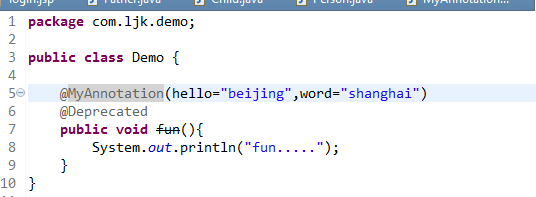 login.jsp Father.java Child.java Person.java MyAnnotation...
1 package com.ljk.demo;
2
3 public class Demo {
4
5 @MyAnnotation(hello="beijing",word="shanghai")
6 @Deprecated
7 public void fun(){
8 System.out.println("fun.....");
9 }
10 }